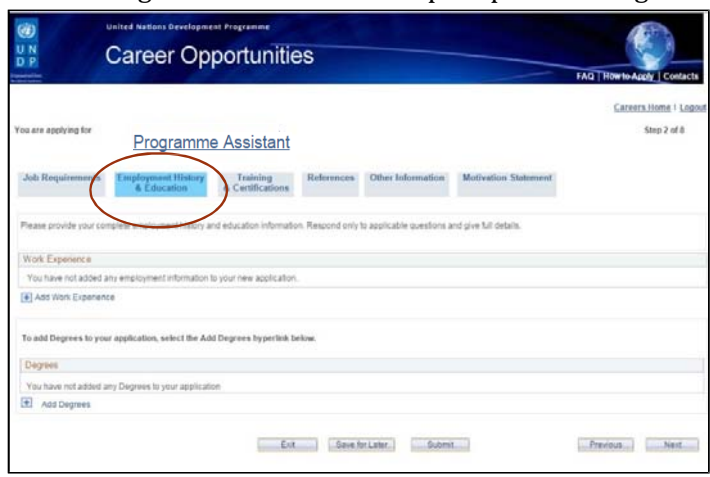 United Nations Development Programme
U N
D P
Career Opportunities
FAQ | How to Apply | Contacts
Careers Home | Logout
You are applying for
Step 2 of 8
Programme Assistant
Job Requirements
Employment History
& Education
Training
& Certifications
References
Other Information
Motivation Statement
Please provide your complete employment history and education information. Respond only to applicable questions and give full details.
Work Experience
You have not added any employment information to your new application.
Add Work Experience
To add Degrees to your application, select the Add Degrees hyperlink below.
Degrees
You have not added any Degrees to your application
Add Degrees
Exit
Save for Later
Submit
Previous
Next